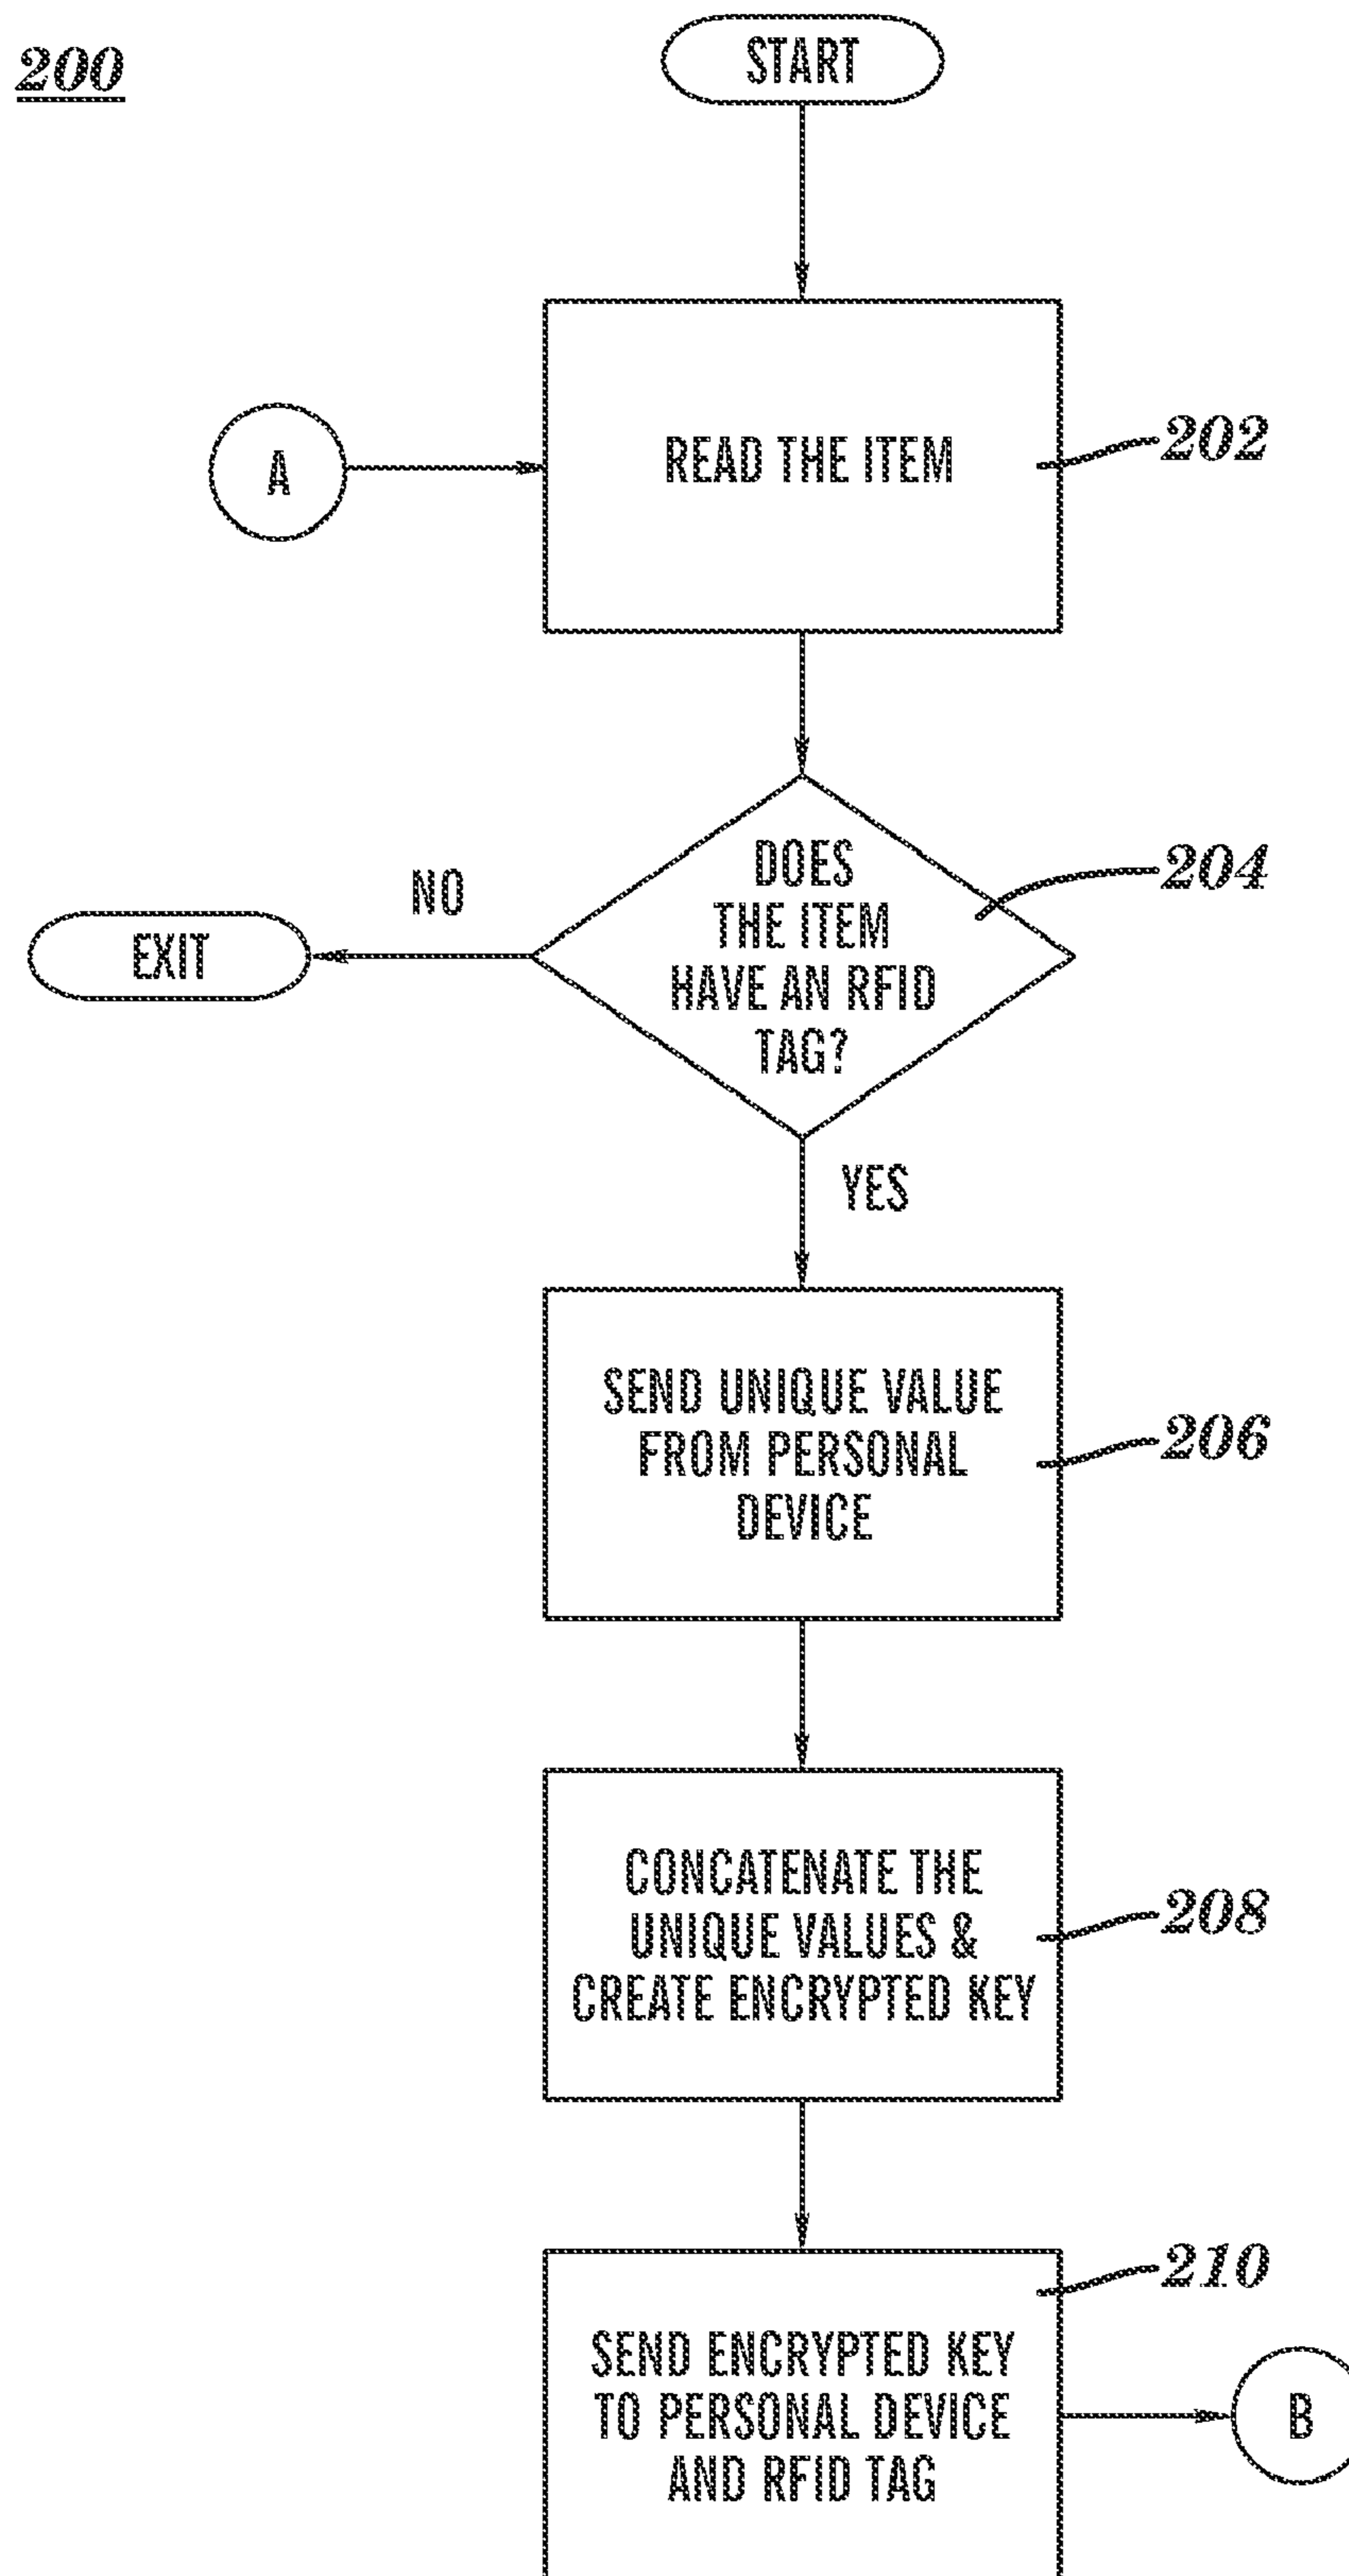 200
START
A
READ THE ITEM
202
DOES
THE ITEM
HAVE AN RFID
TAG?
204
NO
EXIT
YES
SEND UNIQUE VALUE
FROM PERSONAL
DEVICE
206
CONCATENATE THE
UNIQUE VALUES &
CREATE ENCRYPTED KEY
208
210
SEND ENCRYPTED KEY
TO PERSONAL DEVICE
AND RFID TAG
B